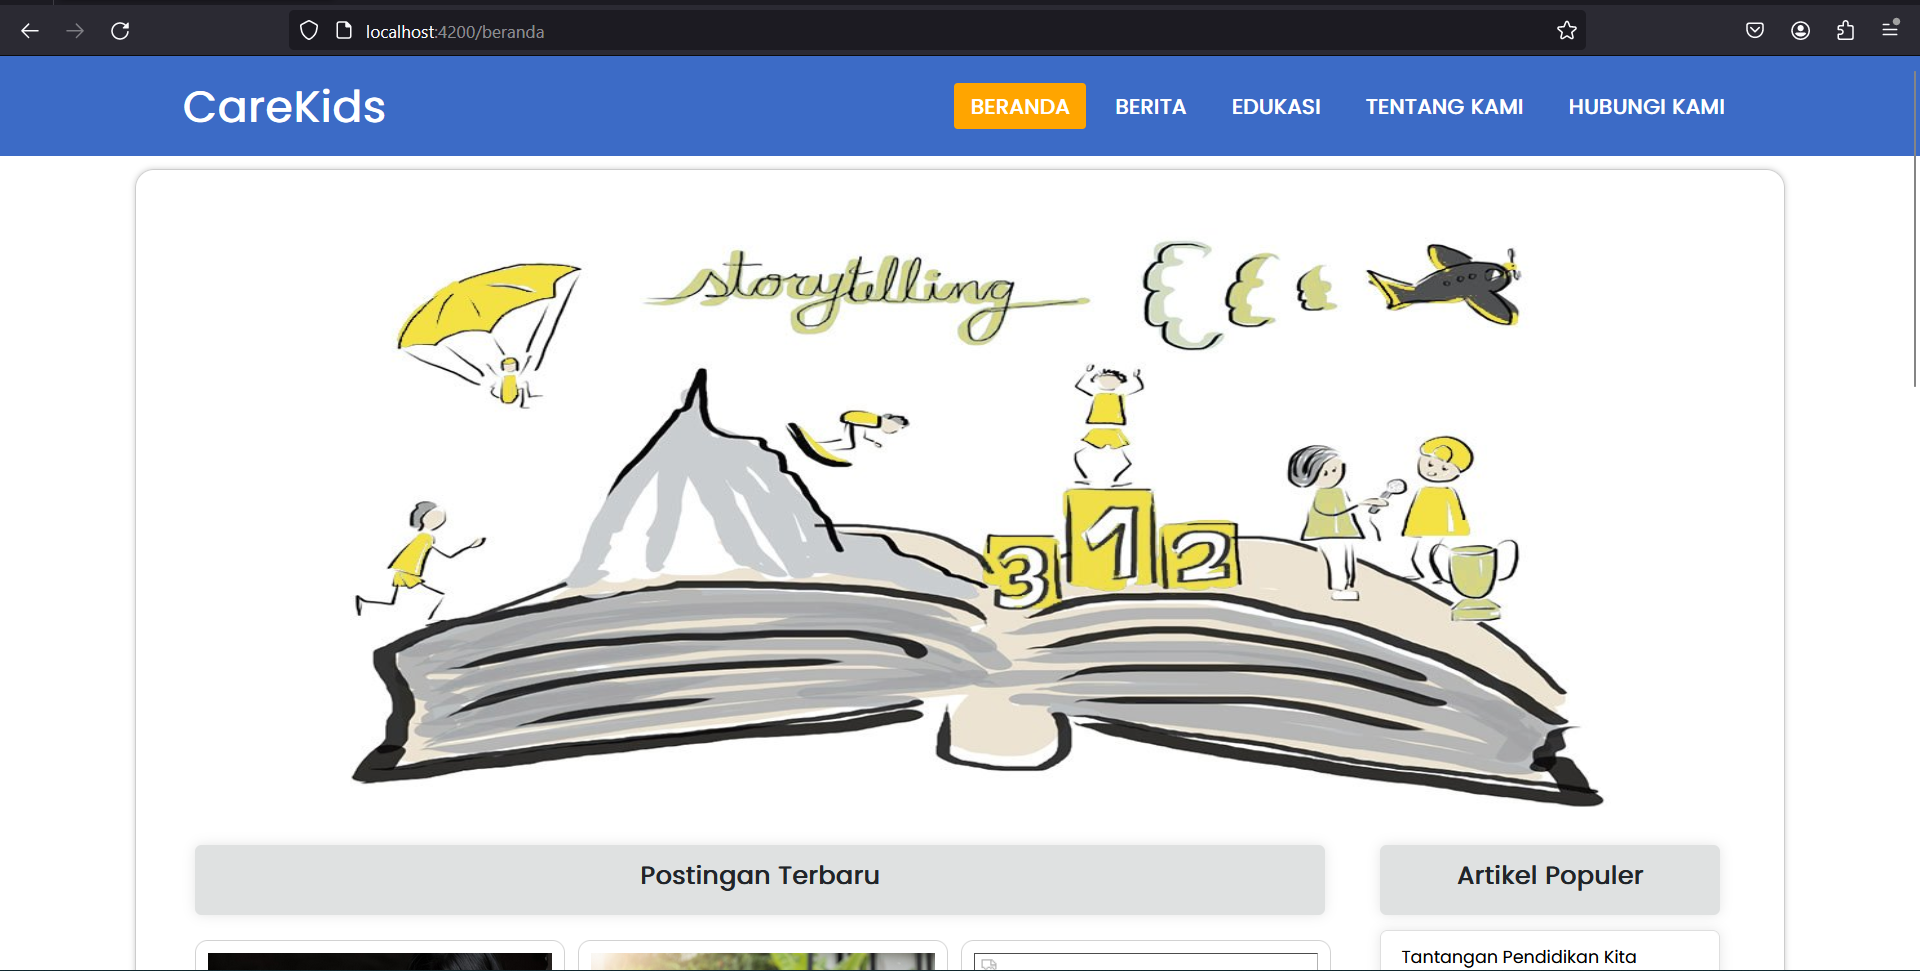 localhost:4200/beranda
CareKids
BERANDA BERITA EDUKASI TENTANG KAMI HUBUNGI KAMI
storytelling
3 1 2
Postingan Terbaru
Artikel Populer
Tantangan Pendidikan Kita